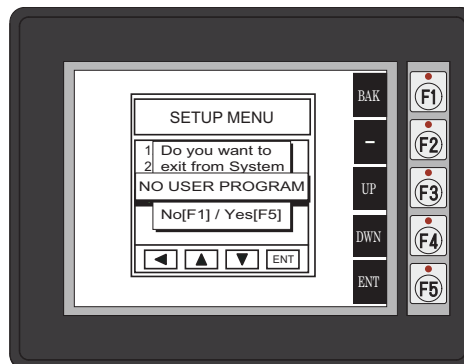 SETUP MENU
1 Do you want to
2 exit from System
NO USER PROGRAM
No[F1] / Yes[F5]
ENT
BAK
–
UP
DWN
ENT
F1
F2
F3
F4
F5